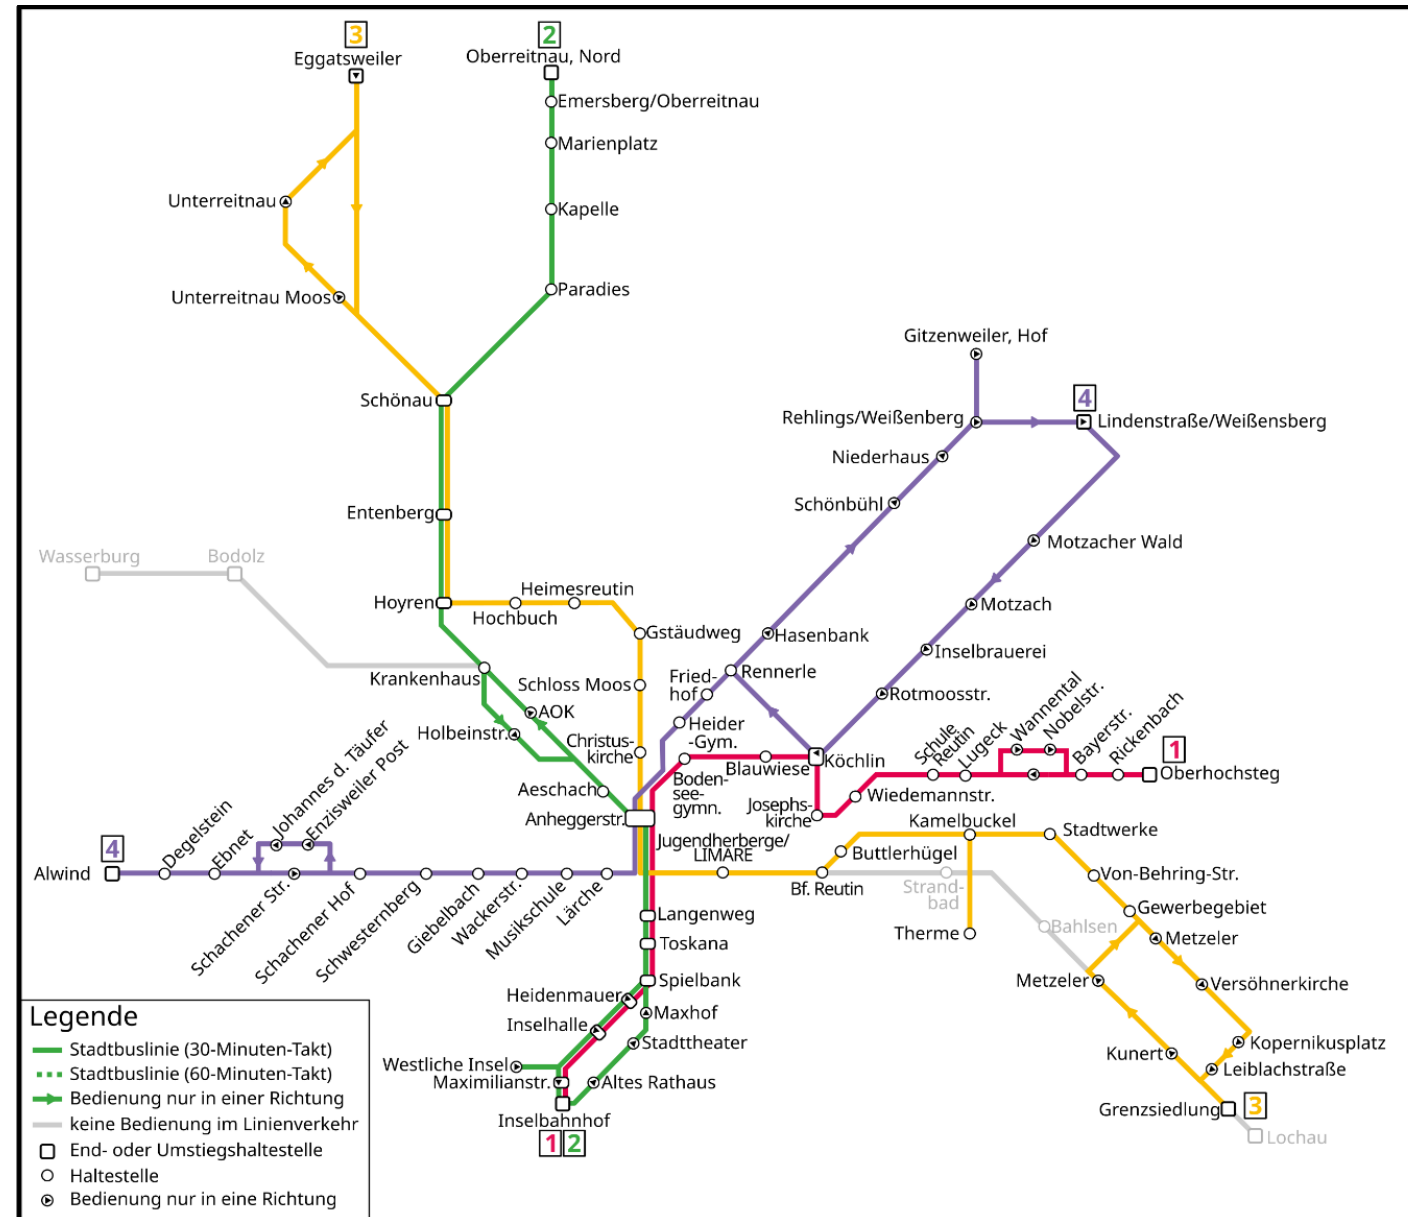 3
2
Eggatsweiler
Oberreitnau, Nord
Emersberg/Oberreitnau
Marienplatz
Unterreitnau
Kapelle
Unterreitnau Moos
Paradies
Gitzenweiler, Hof
Schönau
4
Rehlings/Weißenberg
Lindenstraße/Weißensberg
Niederhaus
Schönbühl
Entenberg
Motzacher Wald
Wasserburg
Bodolz
Hoyren
Heimesreutin
Hochbuch
Motzach
Gstäudweg
Hasenbank
Inselbrauerei
Krankenhaus
Schloss Moos
Fried-
hof
Rennerle
Rotmoosstr.
AOK
Holbeinstr.
Christus-
kirche
Heider
-Gym.
Schule
Reutin
Lugeck
Wannental
Nobelstr.
Bayerstr.
Rickenbach
1
Oberhochsteg
Blauwiese
Köchlin
Boden-
see-
gymn.
Aeschach
Josephs-
kirche
Wiedemannstr.
Anheggerstr.
Kamelbuckel
Stadtwerke
Jugendherberge/
LIMARE
Buttlerhügel
Bf. Reutin
Strand-
bad
Von-Behring-Str.
Gewerbegebiet
4
Alwind
Degelstein
Ebnet
Johannes d. Täufer
Enzisweiler Post
Schachener Str.
Schachener Hof
Schwesternberg
Giebelbach
Wackerstr.
Musikschule
Lärche
Langenweg
Toskana
Therme
Bahlsen
Metzeler
Metzeler
Versöhnerkirche
Spielbank
Heidenmauer
Maxhof
Inselhalle
Stadttheater
Kunert
Kopernikusplatz
Leiblachstraße
Westliche Insel
Maximilianstr.
Altes Rathaus
Inselbahnhof
1
2
Grenzsiedlung
3
Lochau
Legende
Stadtbuslinie (30-Minuten-Takt)
Stadtbuslinie (60-Minuten-Takt)
Bedienung nur in einer Richtung
keine Bedienung im Linienverkehr
End- oder Umstiegshaltestelle
Haltestelle
Bedienung nur in eine Richtung